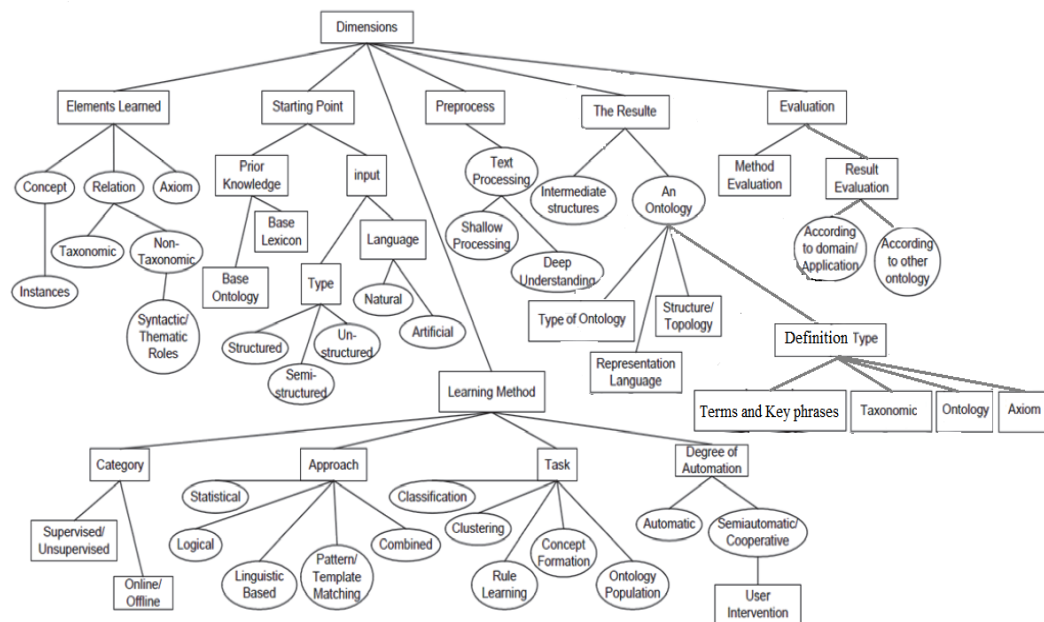 Dimensions
Elements Learned
Starting Point
Preprocess
The Resulte
Evaluation
Concept
Relation
Axiom
Prior
Knowledge
input
Text
Processing
Intermediate
structures
An
Ontology
Method
Evaluation
Result
Evaluation
Taxonomic
Non-
Taxonomic
Base
Lexicon
Language
Shallow
Processing
According
to domain/
Application
According
to other
ontology
Instances
Base
Ontology
Type
Natural
Deep
Understanding
Syntactic/
Thematic
Roles
Artificial
Type of Ontology
Structure/
Topology
Structured
Un-
structured
Semi-
structured
Representation
Language
Definition Type
Learning Method
Terms and Key phrases
Taxonomic
Ontology
Axiom
Category
Approach
Task
Degree of
Automation
Statistical
Classification
Supervised/
Unsupervised
Logical
Combined
Clustering
Automatic
Semiautomatic/
Cooperative
Online/
Offline
Linguistic
Based
Pattern/
Template
Matching
Rule
Learning
Concept
Formation
Ontology
Population
User
Intervention